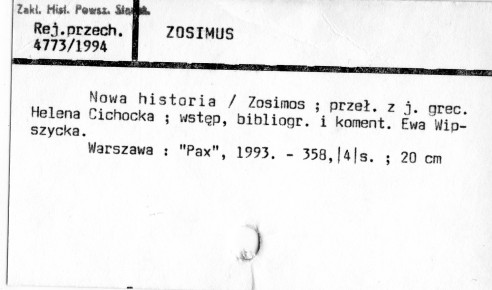 Zakł. Hist. Powsz. Staroż.
Rej.przech.
4773/1994
ZOSIMUS
Nowa historia / Zosimos ; przeł. z j. grec.
Helena Cichocka ; wstęp, bibliogr. i koment. Ewa Wip-
szycka.
Warszawa : "Pax", 1993. - 358,|4|s. ; 20 cm